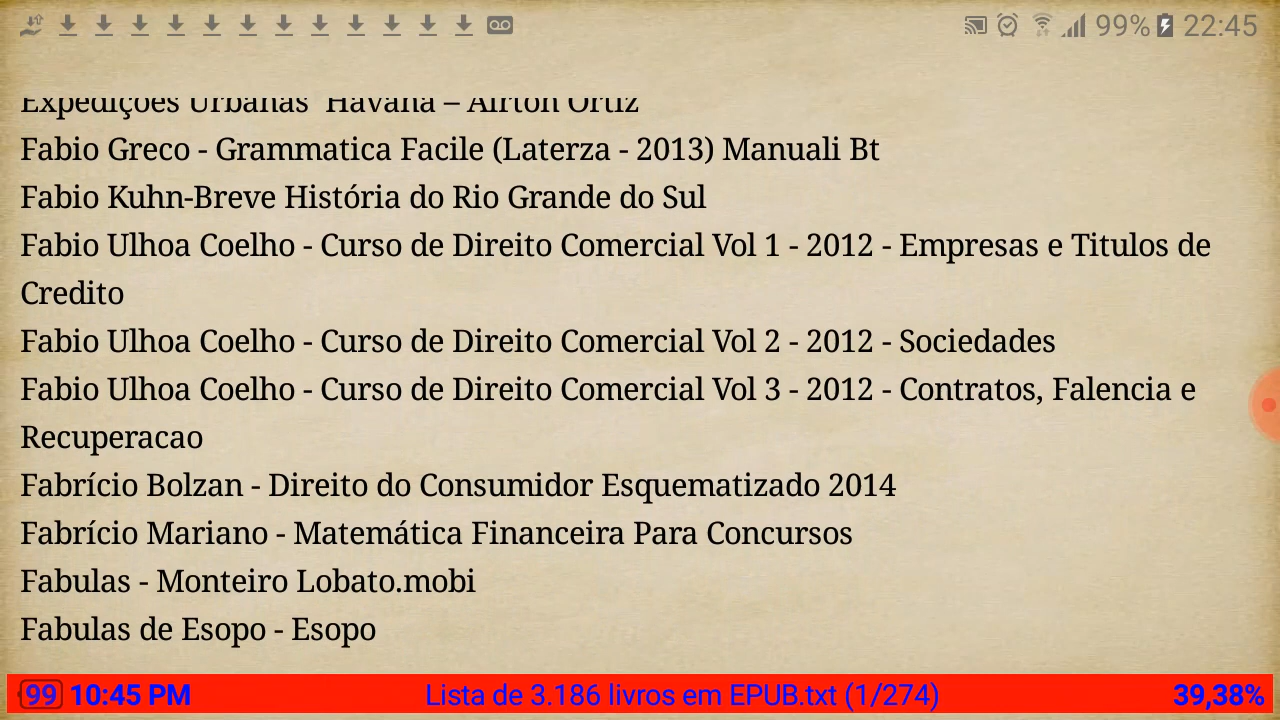 99% 22:45
Expedições Urbanas Havana – Airton Ortiz
Fabio Greco - Grammatica Facile (Laterza - 2013) Manuali Bt
Fabio Kuhn-Breve História do Rio Grande do Sul
Fabio Ulhoa Coelho - Curso de Direito Comercial Vol 1 - 2012 - Empresas e Titulos de
Credito
Fabio Ulhoa Coelho - Curso de Direito Comercial Vol 2 - 2012 - Sociedades
Fabio Ulhoa Coelho - Curso de Direito Comercial Vol 3 - 2012 - Contratos, Falencia e
Recuperacao
Fabrício Bolzan - Direito do Consumidor Esquematizado 2014
Fabrício Mariano - Matemática Financeira Para Concursos
Fabulas - Monteiro Lobato.mobi
Fabulas de Esopo - Esopo
99 10:45 PM Lista de 3.186 livros em EPUB.txt (1/274) 39,38%